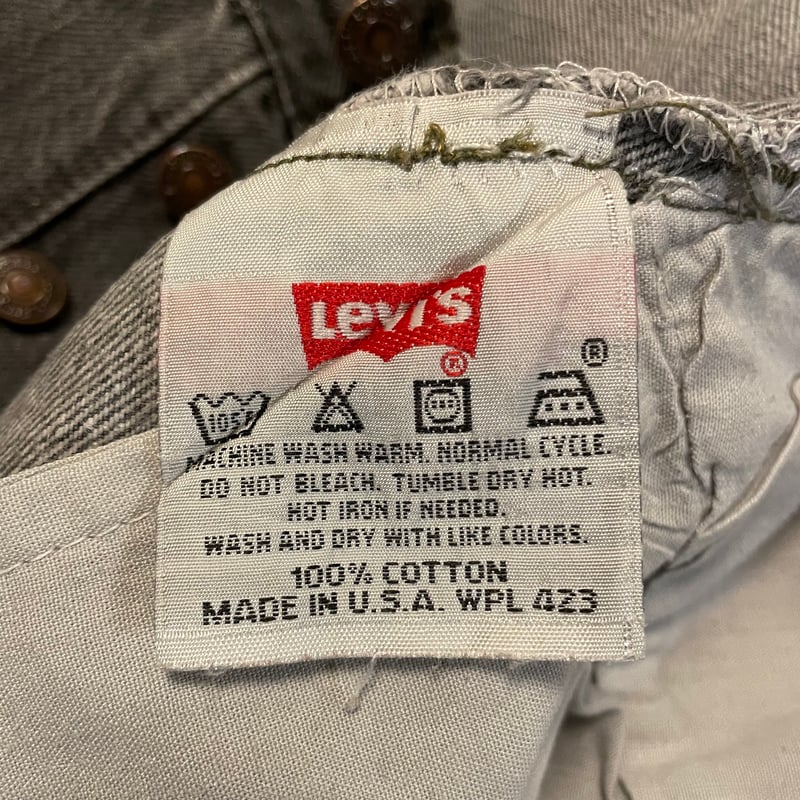 Levi's
®
®
105°F
MACHINE WASH WARM. NORMAL CYCLE.
DO NOT BLEACH. TUMBLE DRY HOT.
HOT IRON IF NEEDED.
WASH AND DRY WITH LIKE COLORS.
100% COTTON
MADE IN U.S.A. WPL 423